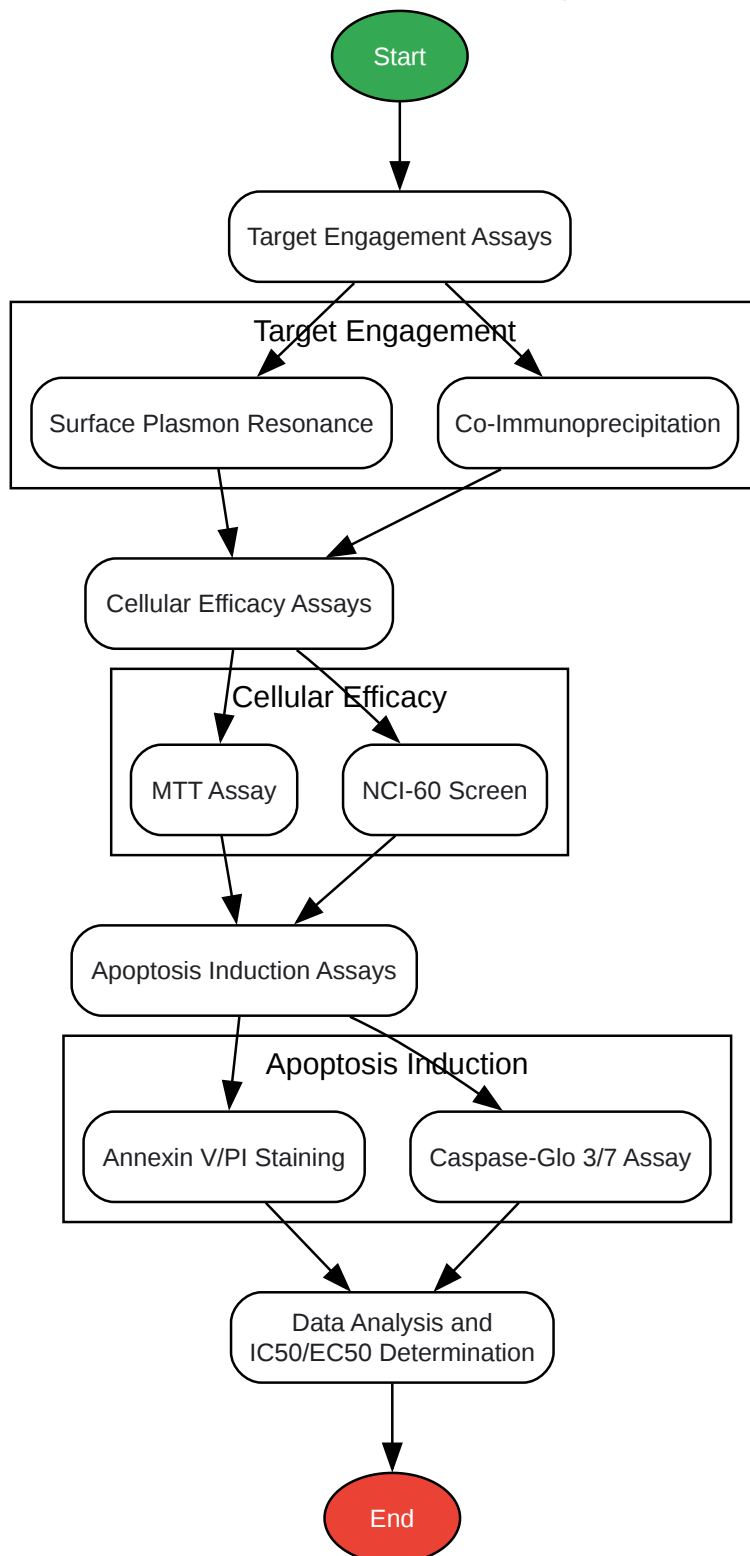 Start
Target Engagement Assays
Target Engagement
Surface Plasmon Resonance
Co-Immunoprecipitation
Cellular Efficacy Assays
Cellular Efficacy
MTT Assay
NCI-60 Screen
Apoptosis Induction Assays
Apoptosis Induction
Annexin V/PI Staining
Caspase-Glo 3/7 Assay
Data Analysis and
IC50/EC50 Determination
End